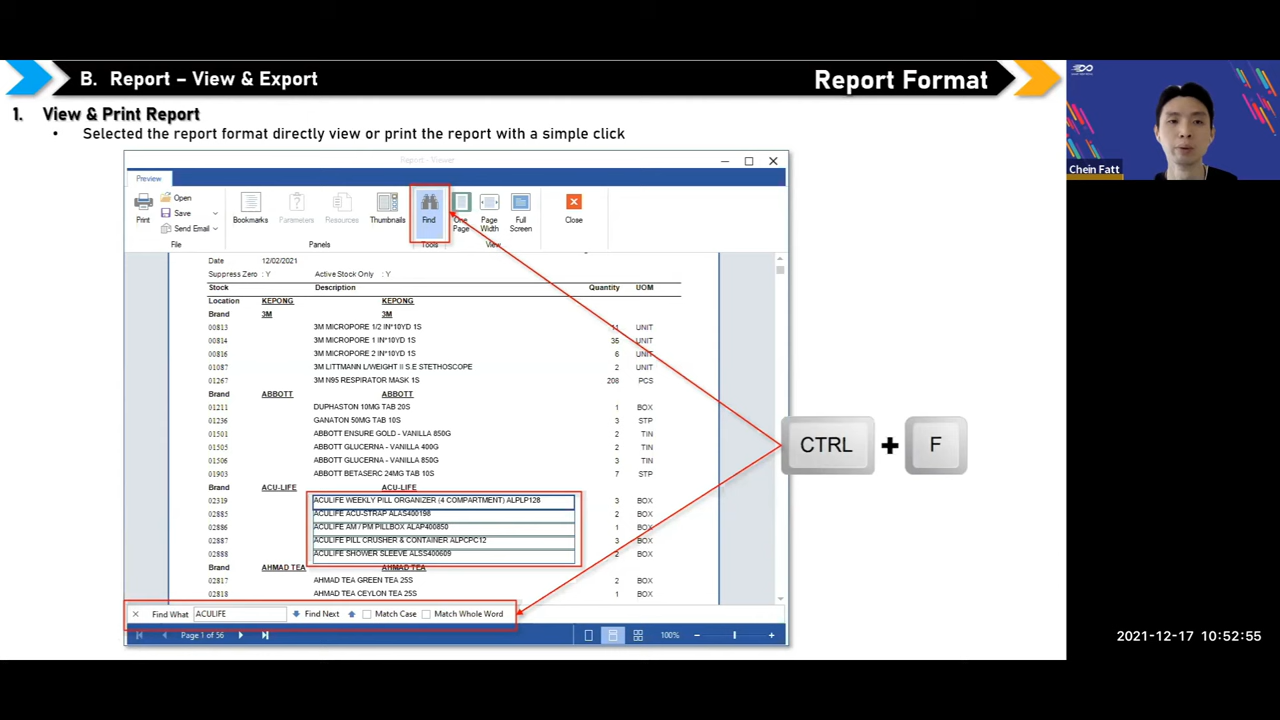 B. Report – View & Export
Report Format
1. View & Print Report
• Selected the report format directly view or print the report with a simple click
Report - Viewer
Preview
Print
Open
Save
Send Email
File
Bookmarks
Parameters
Resources
Thumbnails
Panels
Find
Tools
One Page
Page Width
Full Screen
View
Close
Date 12/02/2021
Suppress Zero : Y Active Stock Only : Y
Stock Description Quantity UOM
Location KEPONG KEPONG
Brand 3M 3M
00813 3M MICROPORE 1/2 IN*10YD 1S 11 UNIT
00814 3M MICROPORE 1 IN*10YD 1S 35 UNIT
00816 3M MICROPORE 2 IN*10YD 1S 6 UNIT
01087 3M LITTMANN L/WEIGHT II S.E STETHOSCOPE 2 UNIT
01267 3M N95 RESPIRATOR MASK 1S 208 PCS
Brand ABBOTT ABBOTT
01211 DUPHASTON 10MG TAB 20S 1 BOX
01236 GANATON 50MG TAB 10S 3 STP
01501 ABBOTT ENSURE GOLD - VANILLA 850G 2 TIN
01505 ABBOTT GLUCERNA - VANILLA 400G 2 TIN
01506 ABBOTT GLUCERNA - VANILLA 850G 3 TIN
01903 ABBOTT BETASERC 24MG TAB 10S 7 STP
Brand ACU-LIFE ACU-LIFE
02319 ACULIFE WEEKLY PILL ORGANIZER (4 COMPARTMENT) ALPLP128 3 BOX
02885 ACULIFE ACU-STRAP ALAS400198 2 BOX
02886 ACULIFE AM / PM PILLBOX ALAP400850 1 BOX
02887 ACULIFE PILL CRUSHER & CONTAINER ALPCPC12 3 BOX
02888 ACULIFE SHOWER SLEEVE ALSS400609 2 BOX
Brand AHMAD TEA AHMAD TEA
02817 AHMAD TEA GREEN TEA 25S 2 BOX
02818 AHMAD TEA CEYLON TEA 25S 1 BOX
Find What ACULIFE Find Next Match Case Match Whole Word
Page 1 of 56 100%
CTRL + F
Chein Fatt
2021-12-17 10:52:55